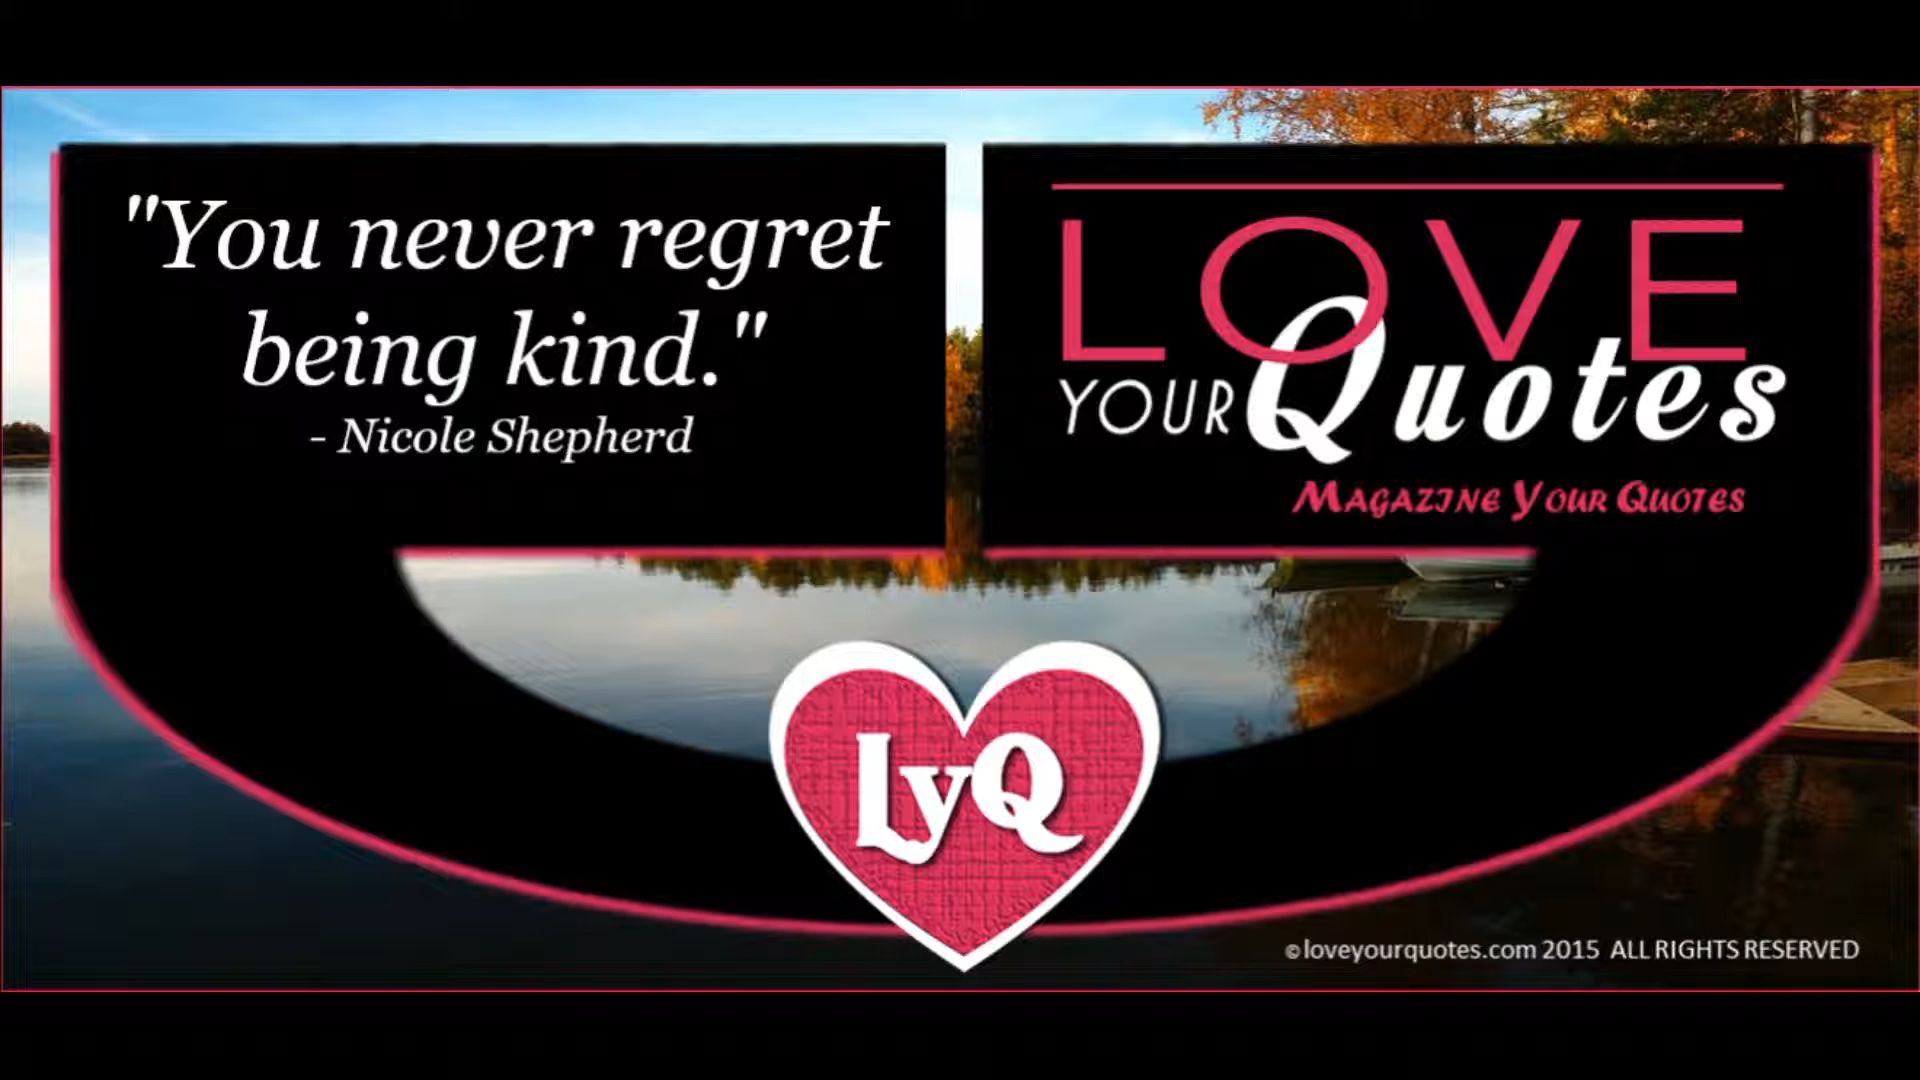 "You never regret
being kind."
- Nicole Shepherd
LOVE
YOUR Quotes
MAGAZINE YOUR QUOTES
LyQ
©loveyourquotes.com 2015 ALL RIGHTS RESERVED